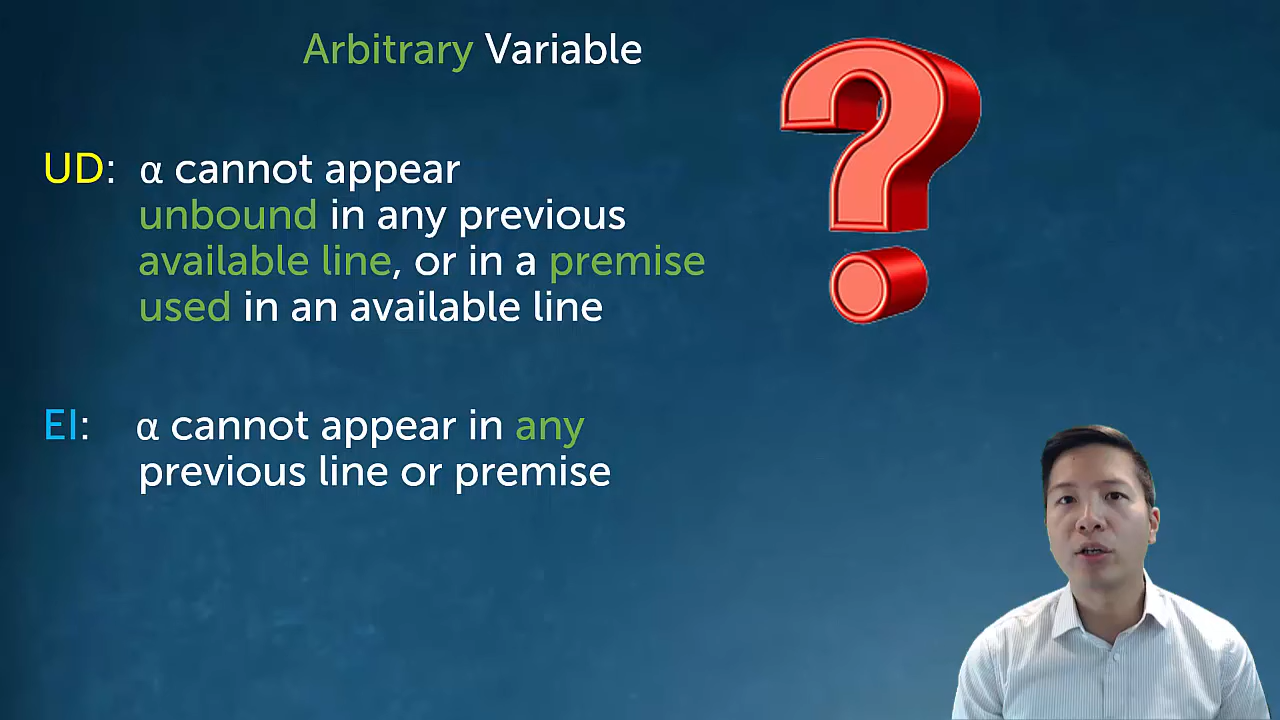 Arbitrary Variable
UD: α cannot appear
unbound in any previous
available line, or in a premise
used in an available line
EI: α cannot appear in any
previous line or premise